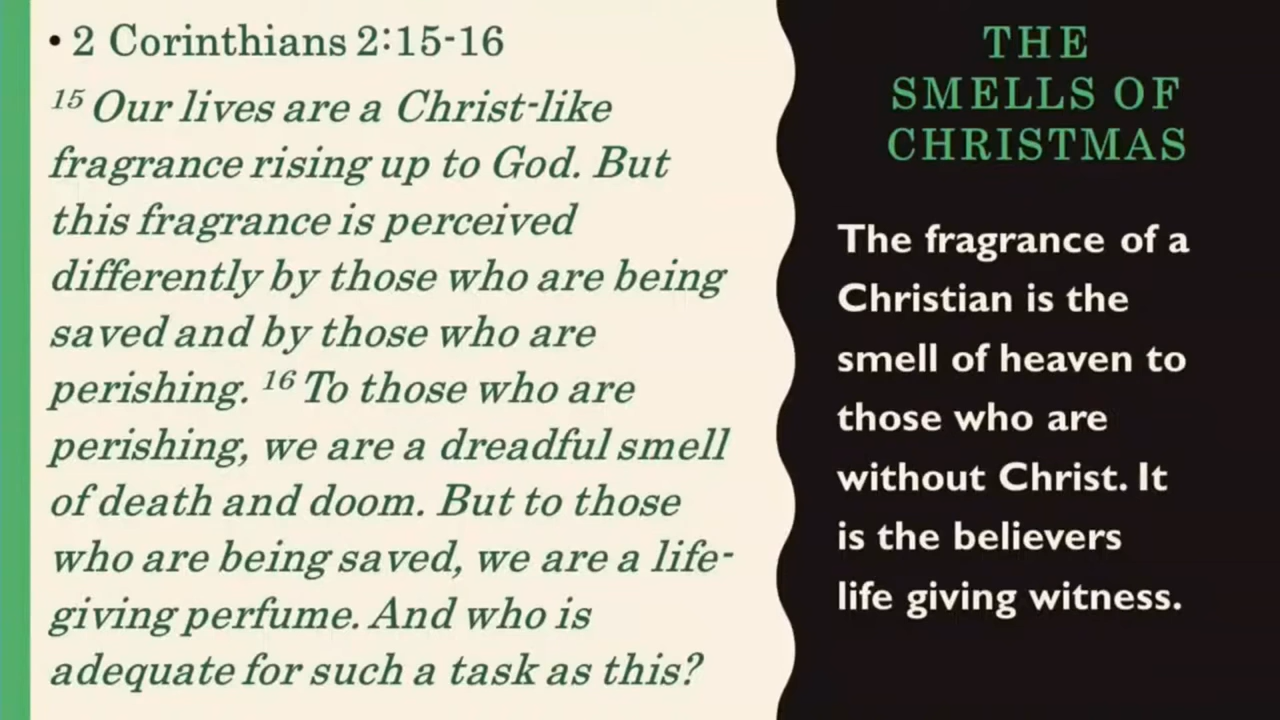 • 2 Corinthians 2:15-16
15 Our lives are a Christ-like
fragrance rising up to God. But
this fragrance is perceived
differently by those who are being
saved and by those who are
perishing. 16 To those who are
perishing, we are a dreadful smell
of death and doom. But to those
who are being saved, we are a life-
giving perfume. And who is
adequate for such a task as this?
THE
SMELLS OF
CHRISTMAS
The fragrance of a
Christian is the
smell of heaven to
those who are
without Christ. It
is the believers
life giving witness.